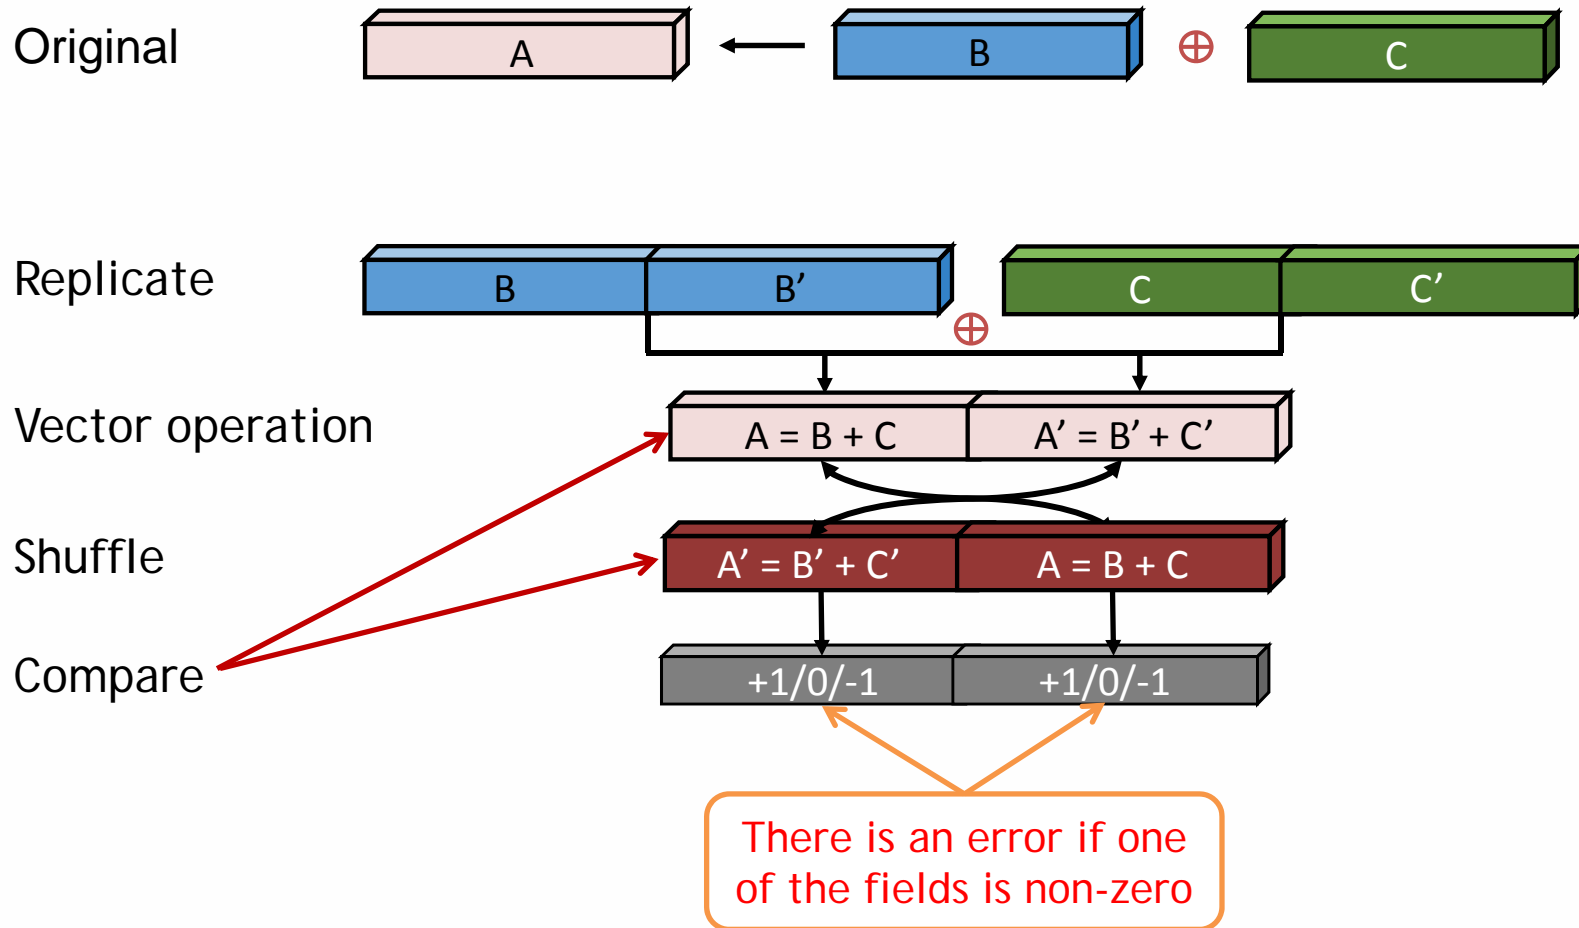 Original
A
B
⊕
C
Replicate
B
B’
⊕
C
C’
Vector operation
A = B + C
A’ = B’ + C’
Shuffle
A’ = B’ + C’
A = B + C
Compare
+1/0/-1
+1/0/-1
There is an error if one
of the fields is non-zero